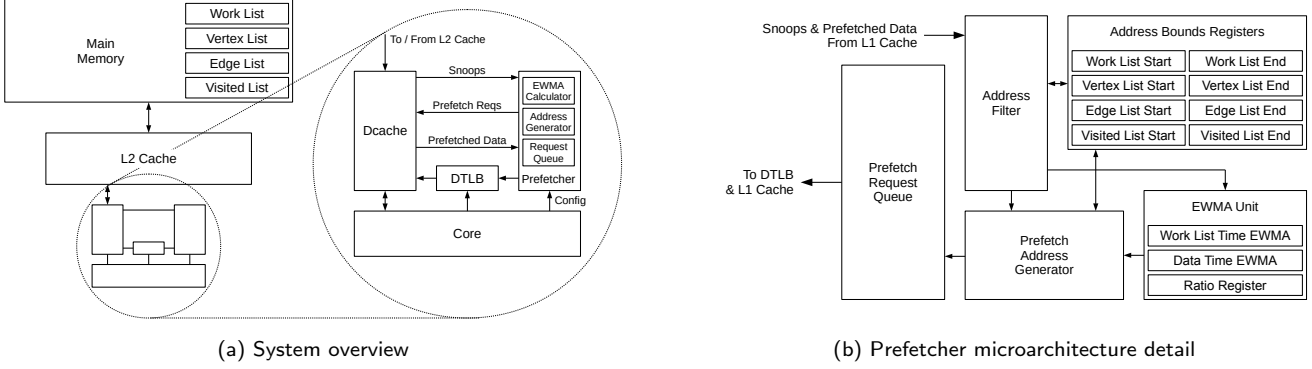 Main
Memory
Work List
Vertex List
Edge List
Visited List
L2 Cache
To / From L2 Cache
Dcache
Snoops
Prefetch Reqs
Prefetched Data
EWMA
Calculator
Address
Generator
Request
Queue
Prefetcher
DTLB
Config
Core
(a) System overview
Snoops & Prefetched Data
From L1 Cache
To DTLB
& L1 Cache
Prefetch
Request
Queue
Address
Filter
Address Bounds Registers
Work List Start
Work List End
Vertex List Start
Vertex List End
Edge List Start
Edge List End
Visited List Start
Visited List End
Prefetch
Address
Generator
EWMA Unit
Work List Time EWMA
Data Time EWMA
Ratio Register
(b) Prefetcher microarchitecture detail